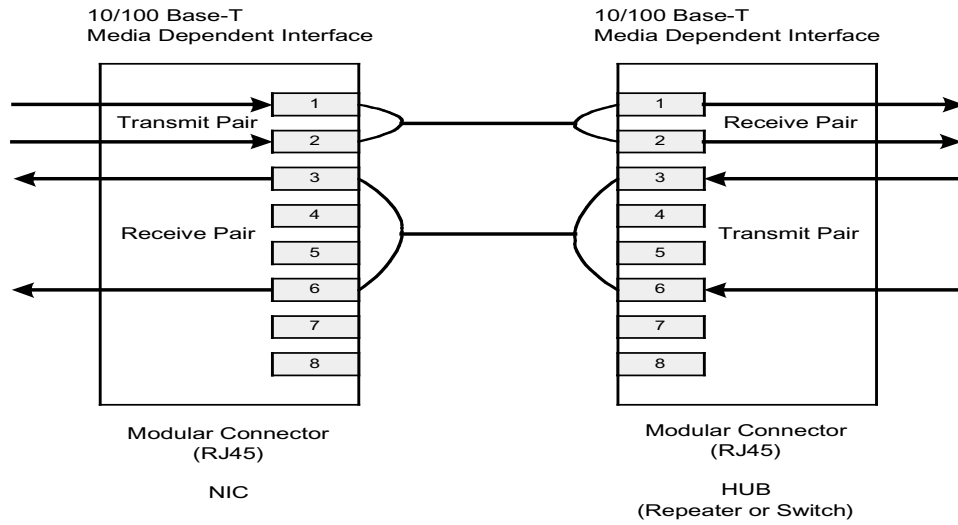 10/100 Base-T
Media Dependent Interface
10/100 Base-T
Media Dependent Interface
1
Transmit Pair
2
3
4
Receive Pair
5
6
7
8
1
Receive Pair
2
3
4
Transmit Pair
5
6
7
8
Modular Connector
(RJ45)
NIC
Modular Connector
(RJ45)
HUB
(Repeater or Switch)